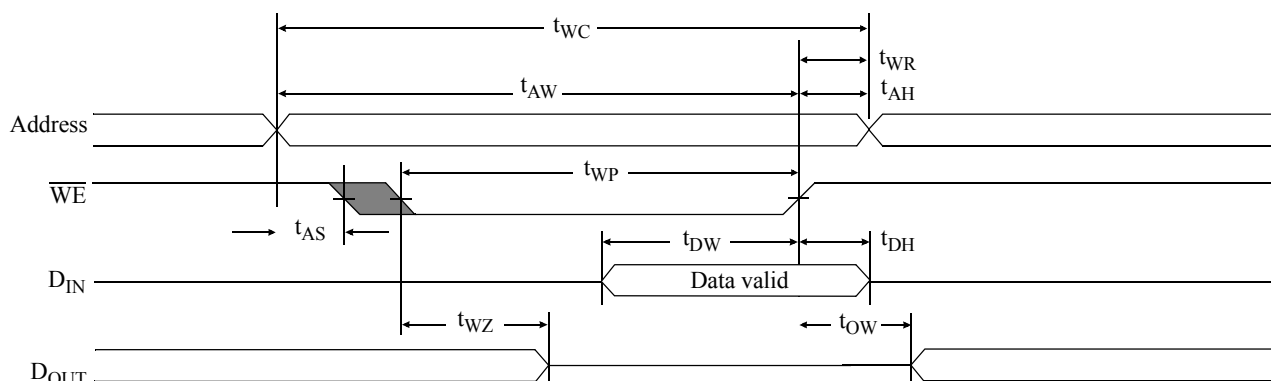 tWC
tWR
tAW
tAH
Address
WE
tWP
tAS
tDW
tDH
DIN
Data valid
tWZ
tOW
DOUT